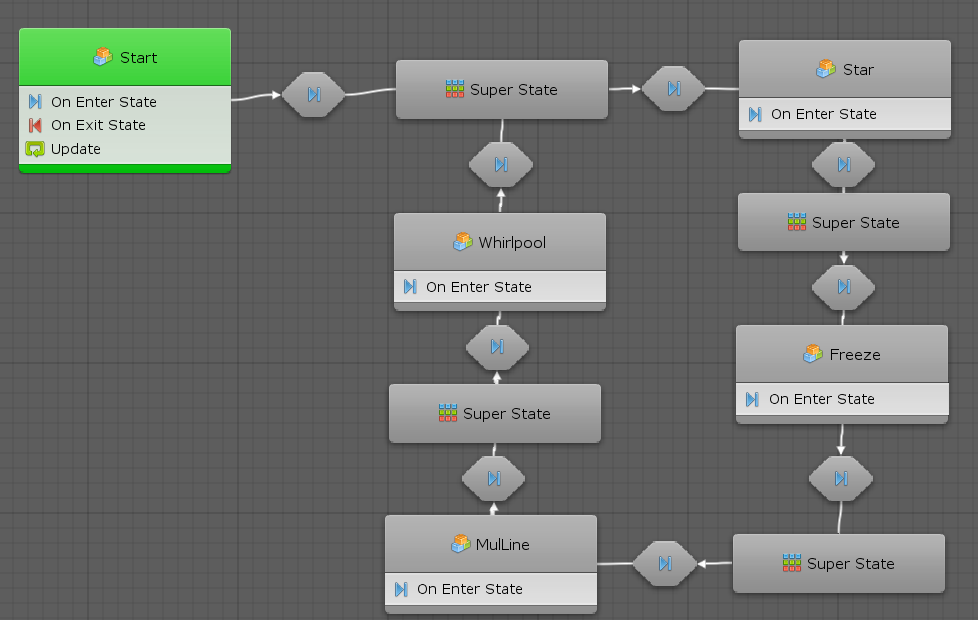 Start
On Enter State
On Exit State
Update
Super State
Star
On Enter State
Super State
Freeze
On Enter State
Super State
MulLine
On Enter State
Super State
Whirlpool
On Enter State